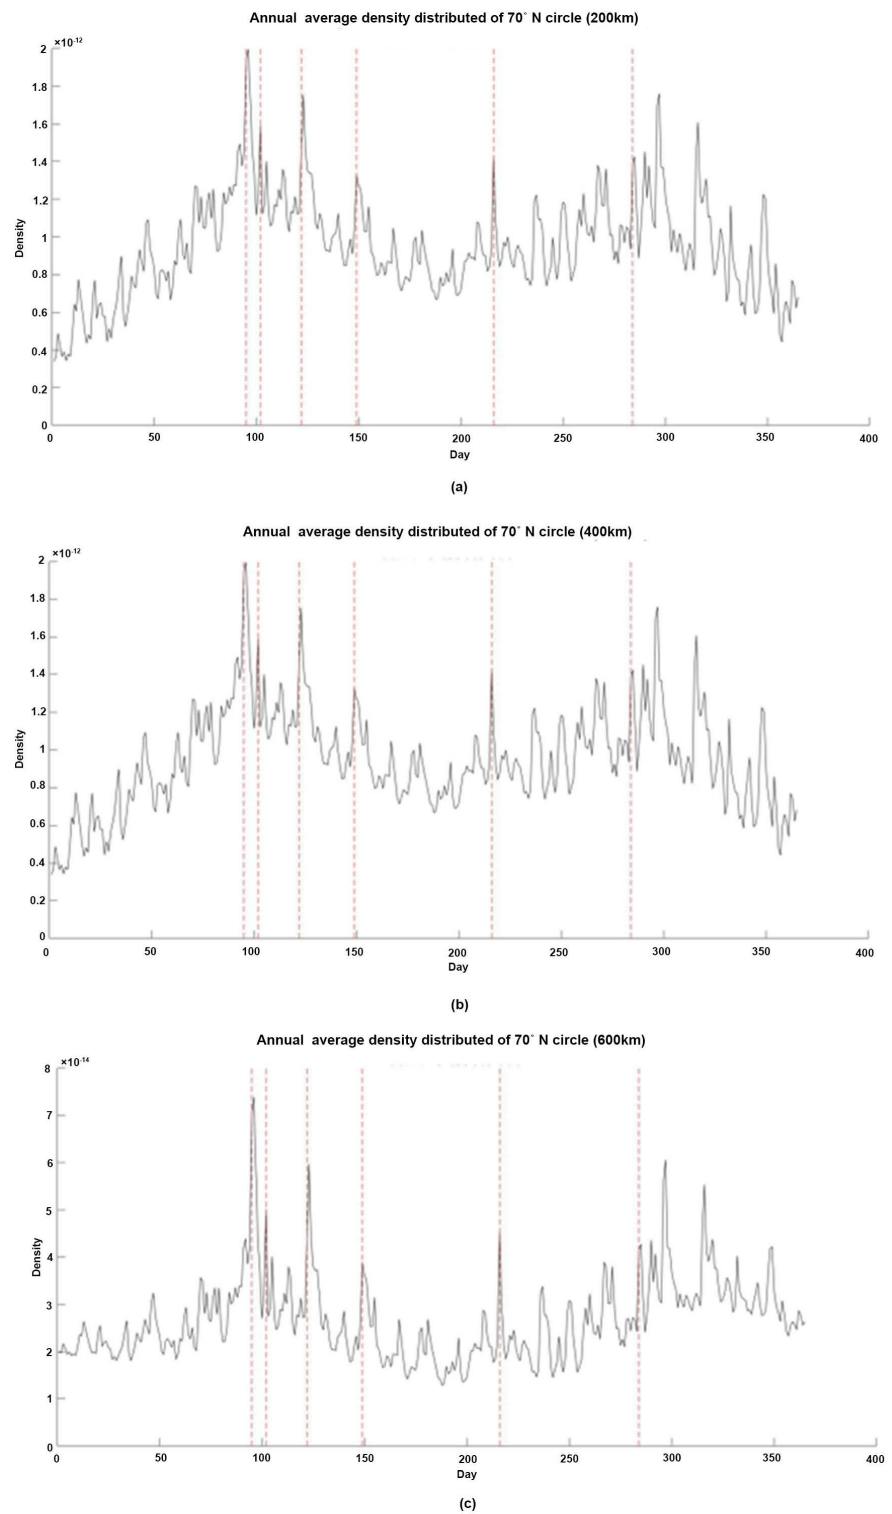 Annual average density distributed of 70° N circle (200km)
×10-12
2
1.8
1.6
1.4
1.2
1
0.8
0.6
0.4
0.2
0
Density
0 50 100 150 200 250 300 350 400
Day
(a)
Annual average density distributed of 70° N circle (400km)
×10-12
2
1.8
1.6
1.4
1.2
1
0.8
0.6
0.4
0.2
0
Density
0 50 100 150 200 250 300 350 400
Day
(b)
Annual average density distributed of 70° N circle (600km)
×10-14
8
7
6
5
4
3
2
1
0
Density
0 50 100 150 200 250 300 350 400
Day
(c)